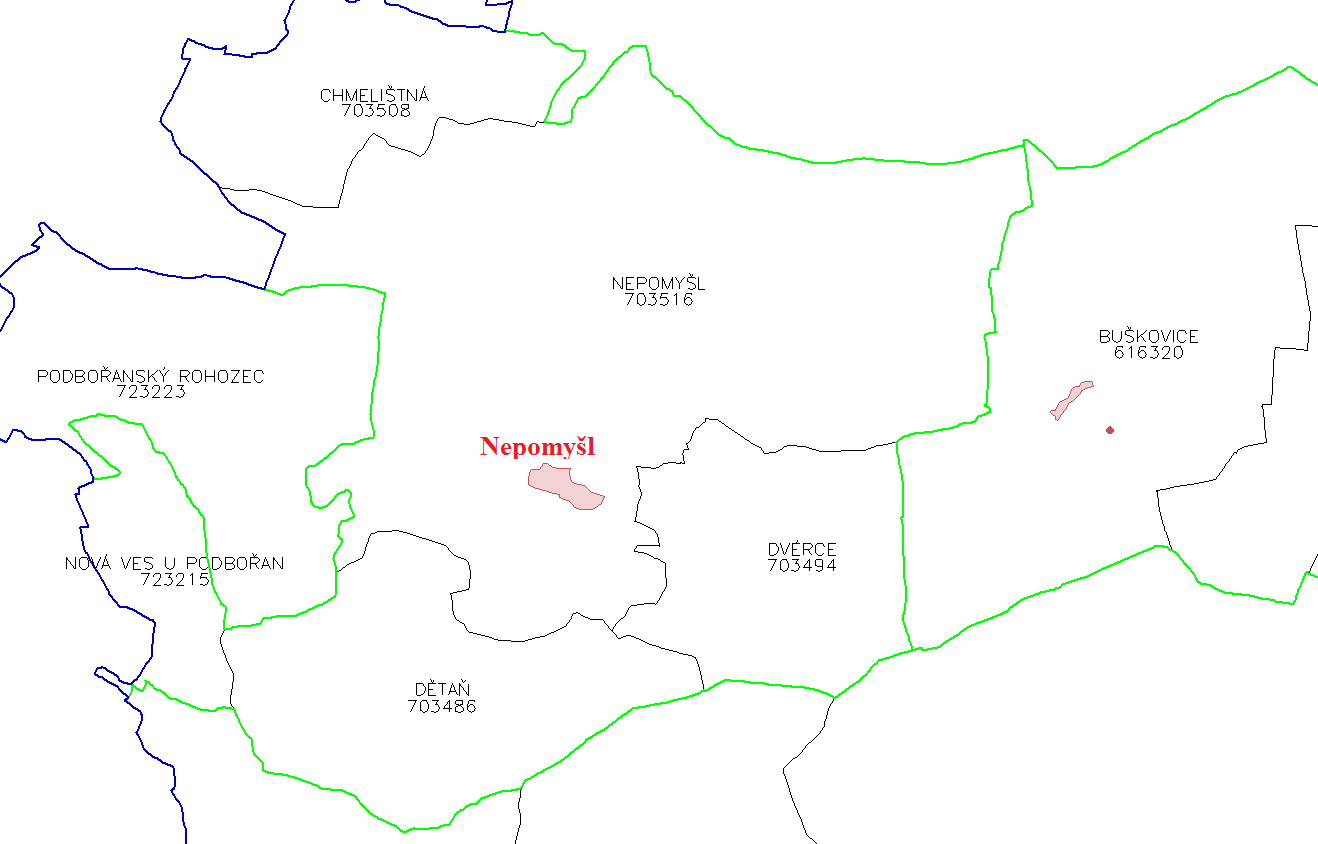 CHMELIŠTNÁ
703508
NEPOMYŠL
703516
BUŠKOVICE
616320
PODBOŘANSKÝ ROHOZEC
723223
Nepomyšl
NOVÁ VES U PODBOŘAN
723215
DVÉRCE
703494
DĚTAŇ
703486